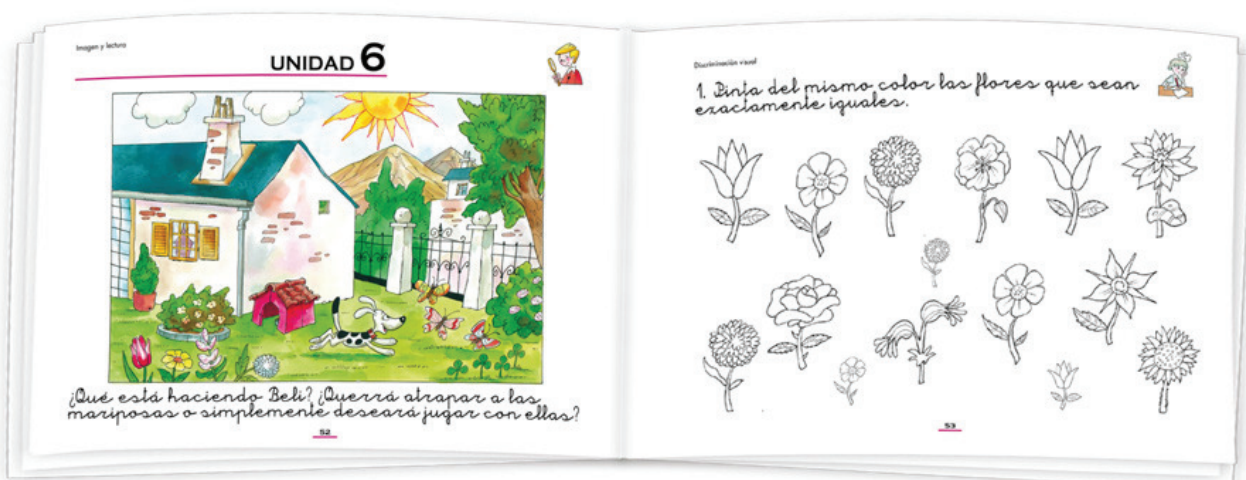 Imagen y lectura
UNIDAD 6
¿Qué está haciendo Beli? ¿Querrá atrapar a las
mariposas o simplemente deseará jugar con ellas?
52
Discriminación visual
1. Pinta del mismo color las flores que sean
exactamente iguales.
53